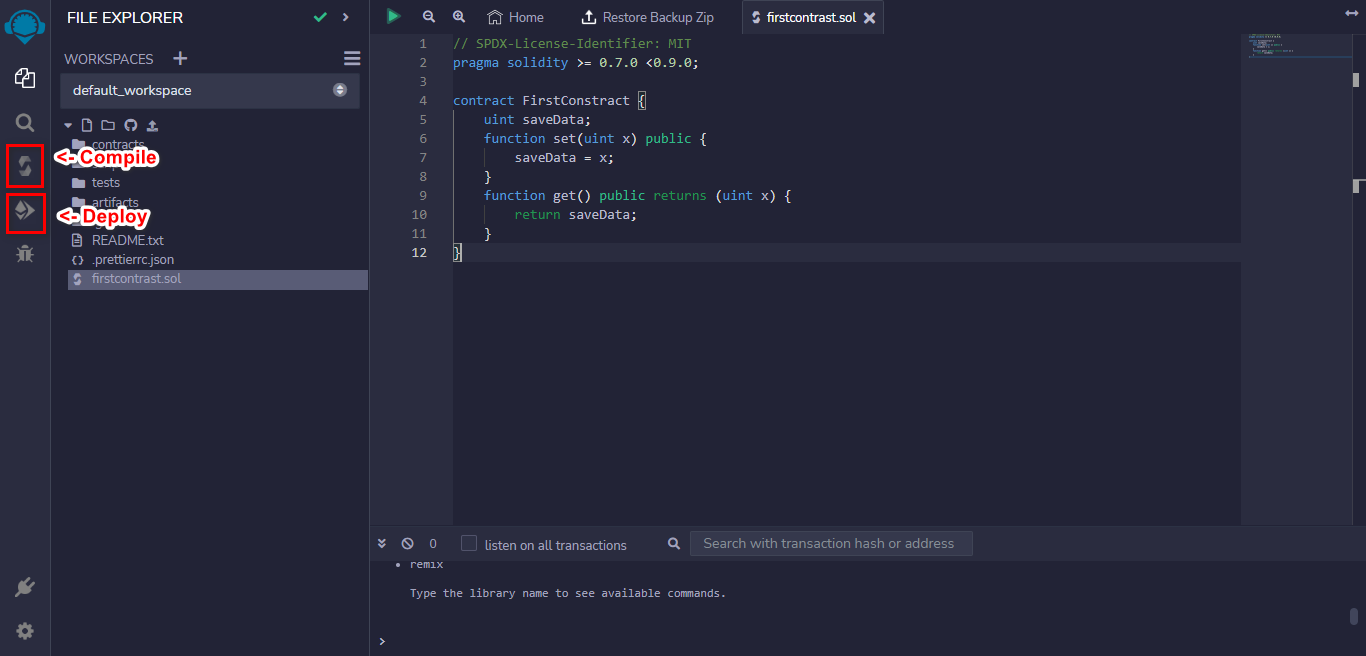 FILE EXPLORER
WORKSPACES
default_workspace
contracts
<- Compile
tests
artifacts
<- Deploy
README.txt
.prettierrc.json
firstcontrast.sol
Home
Restore Backup Zip
firstcontrast.sol
1 // SPDX-License-Identifier: MIT
2 pragma solidity >= 0.7.0 <0.9.0;
3
4 contract FirstConstract {
5 uint saveData;
6 function set(uint x) public {
7 saveData = x;
8 }
9 function get() public returns (uint x) {
10 return saveData;
11 }
12 }
0
listen on all transactions
Search with transaction hash or address
• remix
Type the library name to see available commands.
>